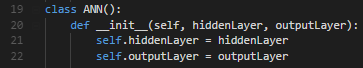 19 class ANN():
20     def __init__(self, hiddenLayer, outputLayer):
21         self.hiddenLayer = hiddenLayer
22         self.outputLayer = outputLayer